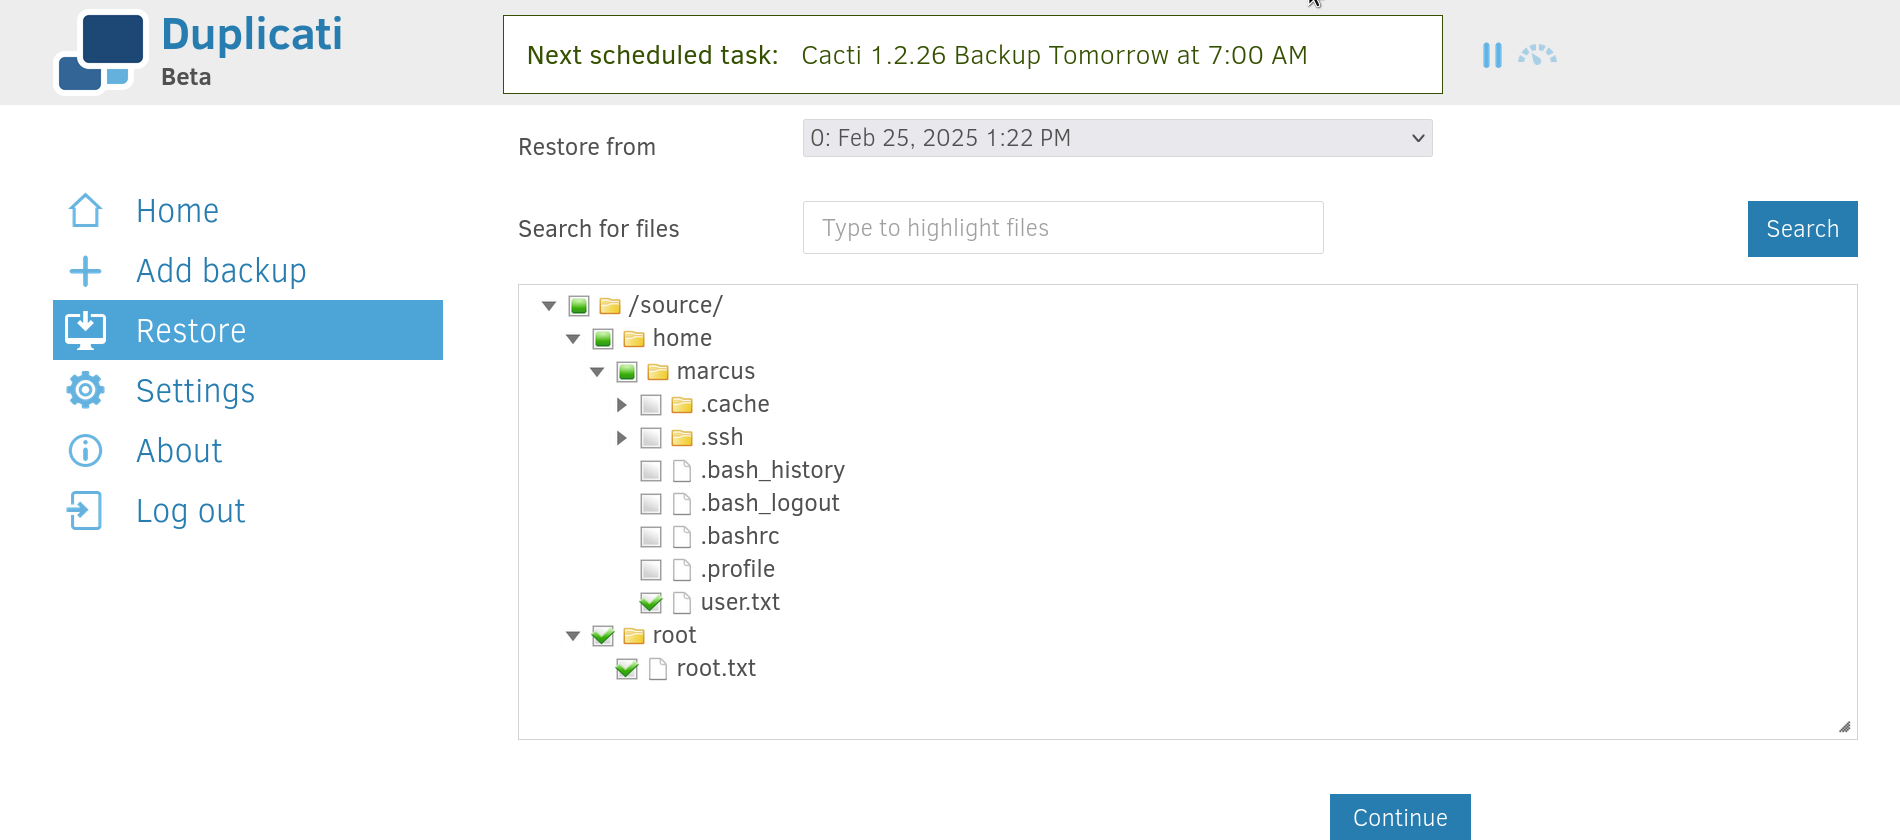 Duplicati
Beta
Next scheduled task: Cacti 1.2.26 Backup Tomorrow at 7:00 AM
Home
Add backup
Restore
Settings
About
Log out
Restore from
0: Feb 25, 2025 1:22 PM
Search for files
Type to highlight files
Search
/source/
home
marcus
.cache
.ssh
.bash_history
.bash_logout
.bashrc
.profile
user.txt
root
root.txt
Continue